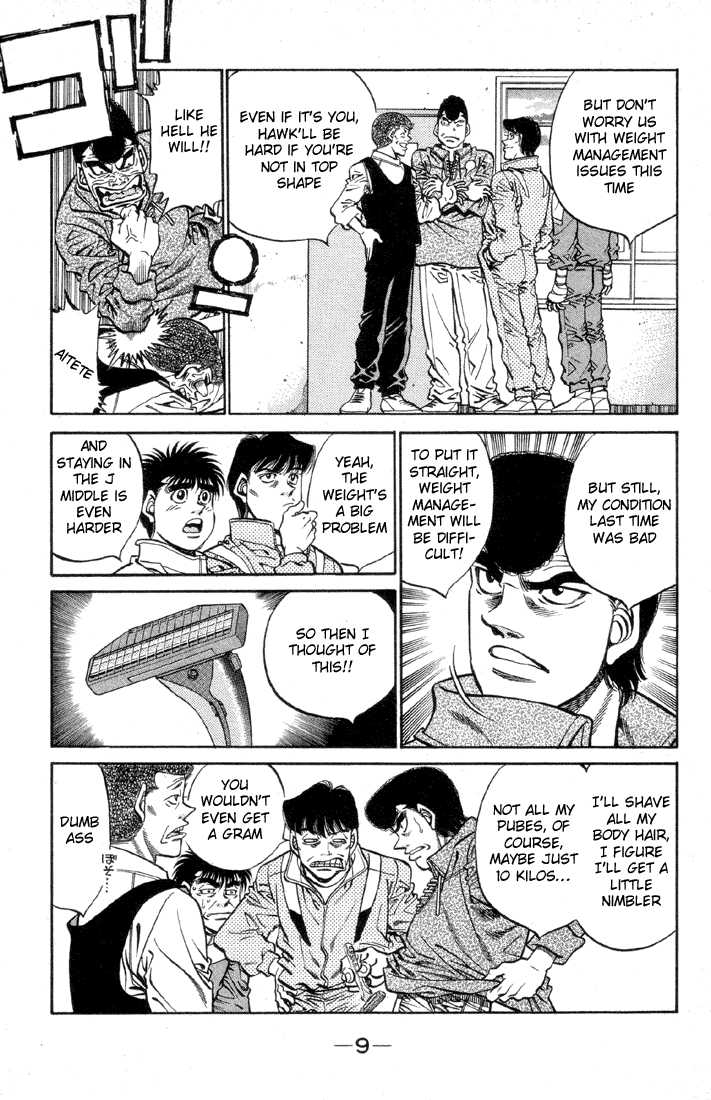 BUT DON'T
WORRY US
WITH WEIGHT
MANAGEMENT
ISSUES THIS
TIME
EVEN IF IT'S YOU,
HAWK'LL BE
HARD IF YOU'RE
NOT IN TOP
SHAPE
LIKE
HELL HE
WILL!!
AITETE
BUT STILL,
MY CONDITION
LAST TIME
WAS BAD
TO PUT IT
STRAIGHT,
WEIGHT
MANAGE-
MENT WILL
BE DIFFI-
CULT!
YEAH,
THE
WEIGHT'S
A BIG
PROBLEM
AND
STAYING IN
THE J
MIDDLE IS
EVEN
HARDER
SO THEN I
THOUGHT OF
THIS!!
I'LL SHAVE
ALL MY
BODY HAIR,
I FIGURE
I'LL GET A
LITTLE
NIMBLER
NOT ALL MY
PUBES, OF
COURSE,
MAYBE JUST
10 KILOS...
YOU
WOULDN'T
EVEN GET
A GRAM
DUMB
ASS
ぼそ…
—9—